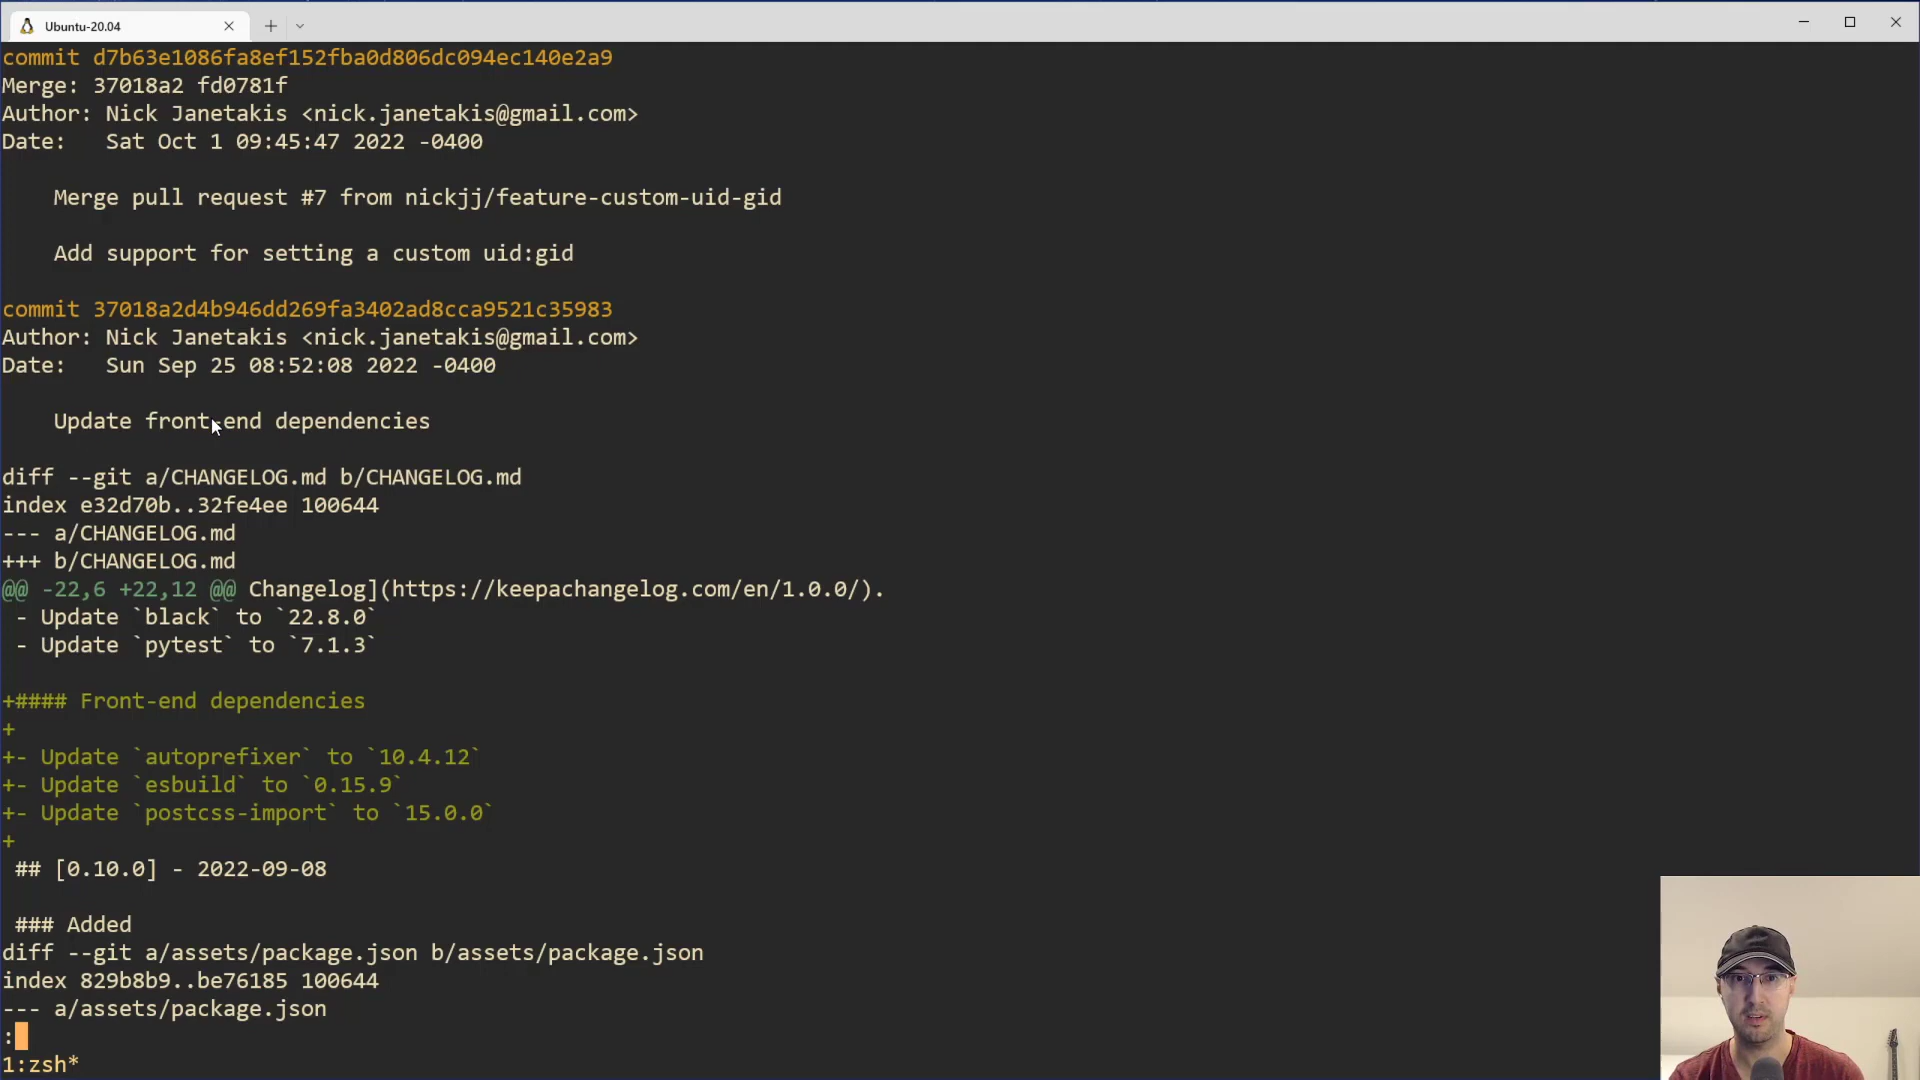 Ubuntu-20.04
commit d7b63e1086fa8ef152fba0d806dc094ec140e2a9
Merge: 37018a2 fd0781f
Author: Nick Janetakis <nick.janetakis@gmail.com>
Date:   Sat Oct 1 09:45:47 2022 -0400
    Merge pull request #7 from nickjj/feature-custom-uid-gid
    Add support for setting a custom uid:gid
commit 37018a2d4b946dd269fa3402ad8cca9521c35983
Author: Nick Janetakis <nick.janetakis@gmail.com>
Date:   Sun Sep 25 08:52:08 2022 -0400
    Update front-end dependencies
diff --git a/CHANGELOG.md b/CHANGELOG.md
index e32d70b..32fe4ee 100644
--- a/CHANGELOG.md
+++ b/CHANGELOG.md
@@ -22,6 +22,12 @@ Changelog](https://keepachangelog.com/en/1.0.0/).
 - Update `black` to `22.8.0`
 - Update `pytest` to `7.1.3`
+#### Front-end dependencies
+
+- Update `autoprefixer` to `10.4.12`
+- Update `esbuild` to `0.15.9`
+- Update `postcss-import` to `15.0.0`
+
 ## [0.10.0] - 2022-09-08
 ### Added
diff --git a/assets/package.json b/assets/package.json
index 829b8b9..be76185 100644
--- a/assets/package.json
:
1:zsh*